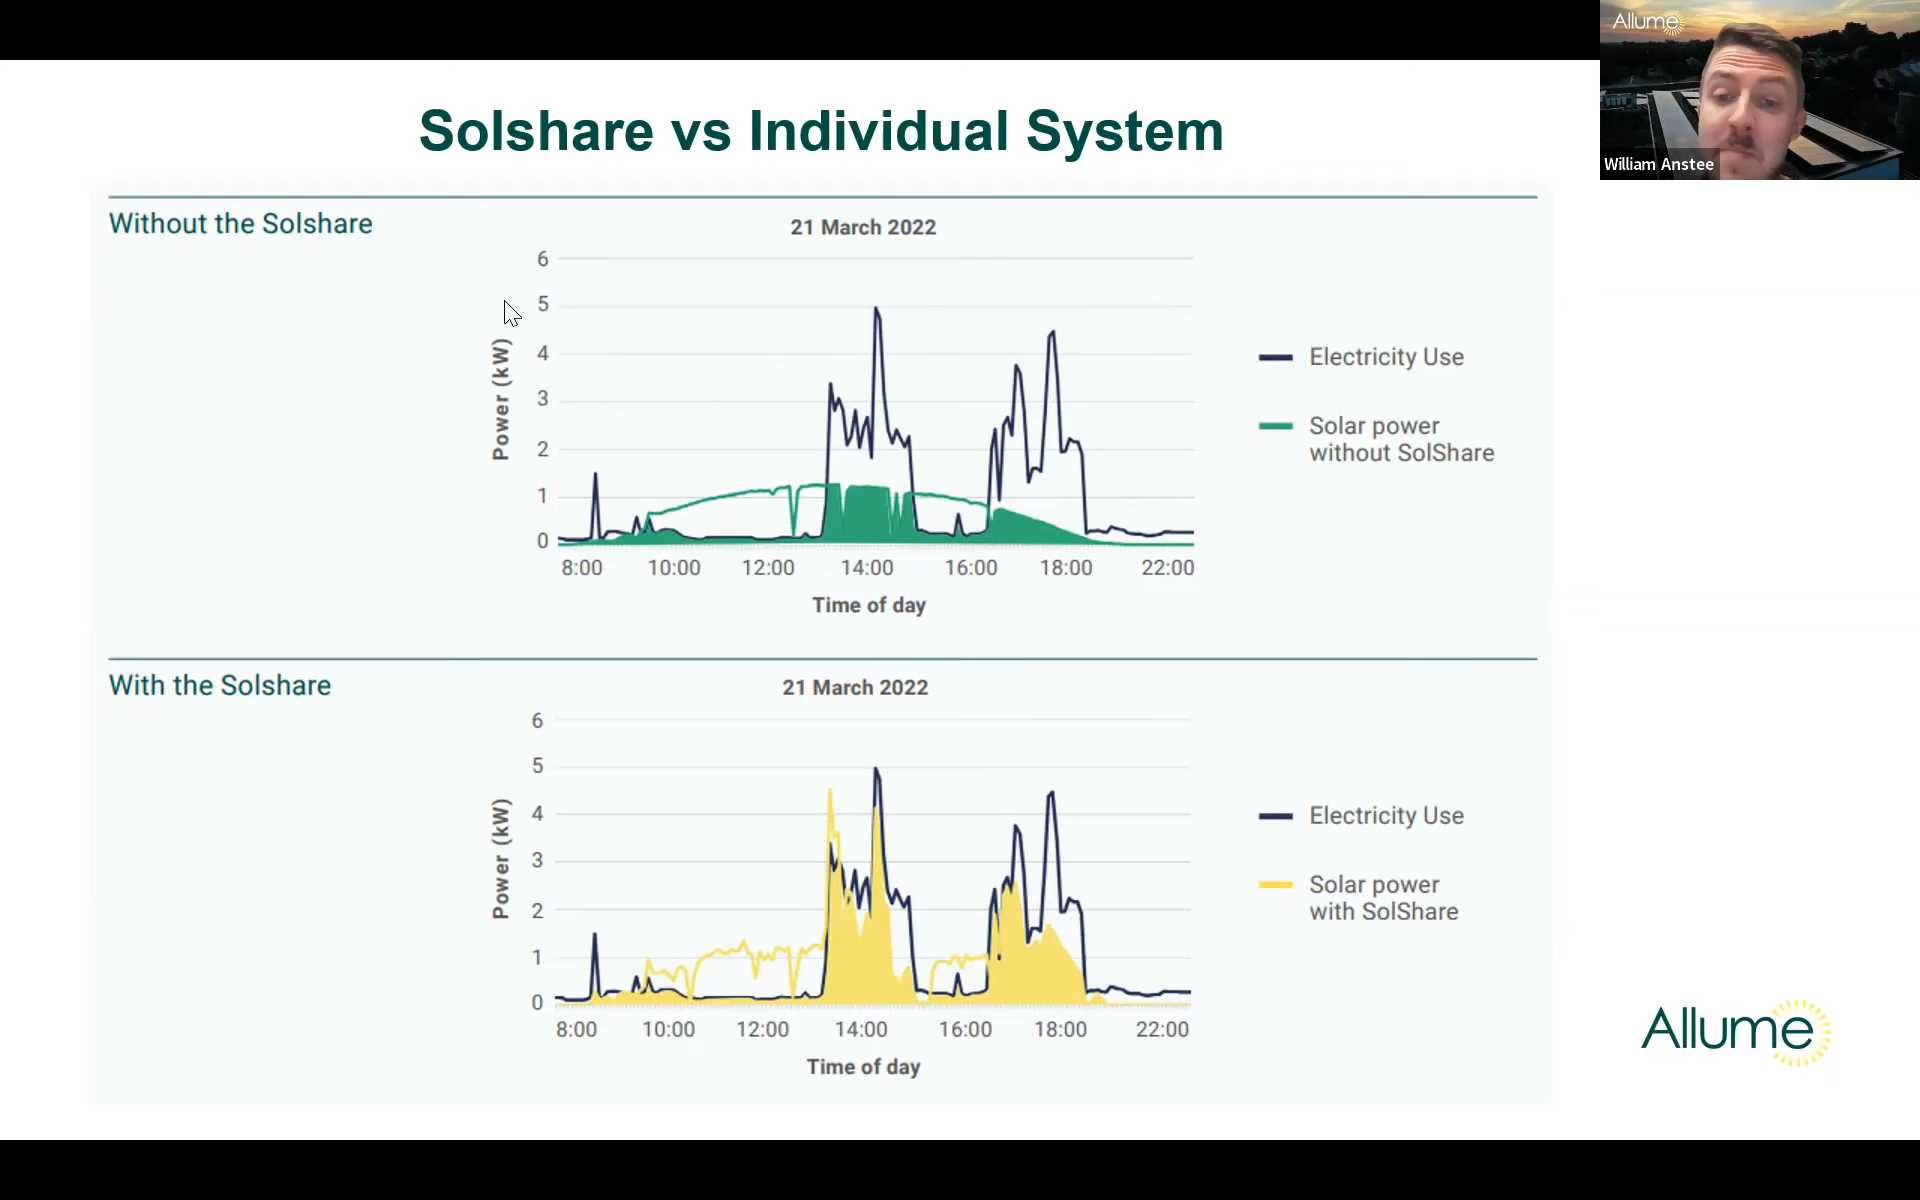 Allume
William Anstee
Solshare vs Individual System
Without the Solshare
21 March 2022
6
5
4
3
2
1
0
Power (kW)
8:00 10:00 12:00 14:00 16:00 18:00 22:00
Time of day
Electricity Use
Solar power
without SolShare
With the Solshare
21 March 2022
6
5
4
3
2
1
0
Power (kW)
8:00 10:00 12:00 14:00 16:00 18:00 22:00
Time of day
Electricity Use
Solar power
with SolShare
Allume